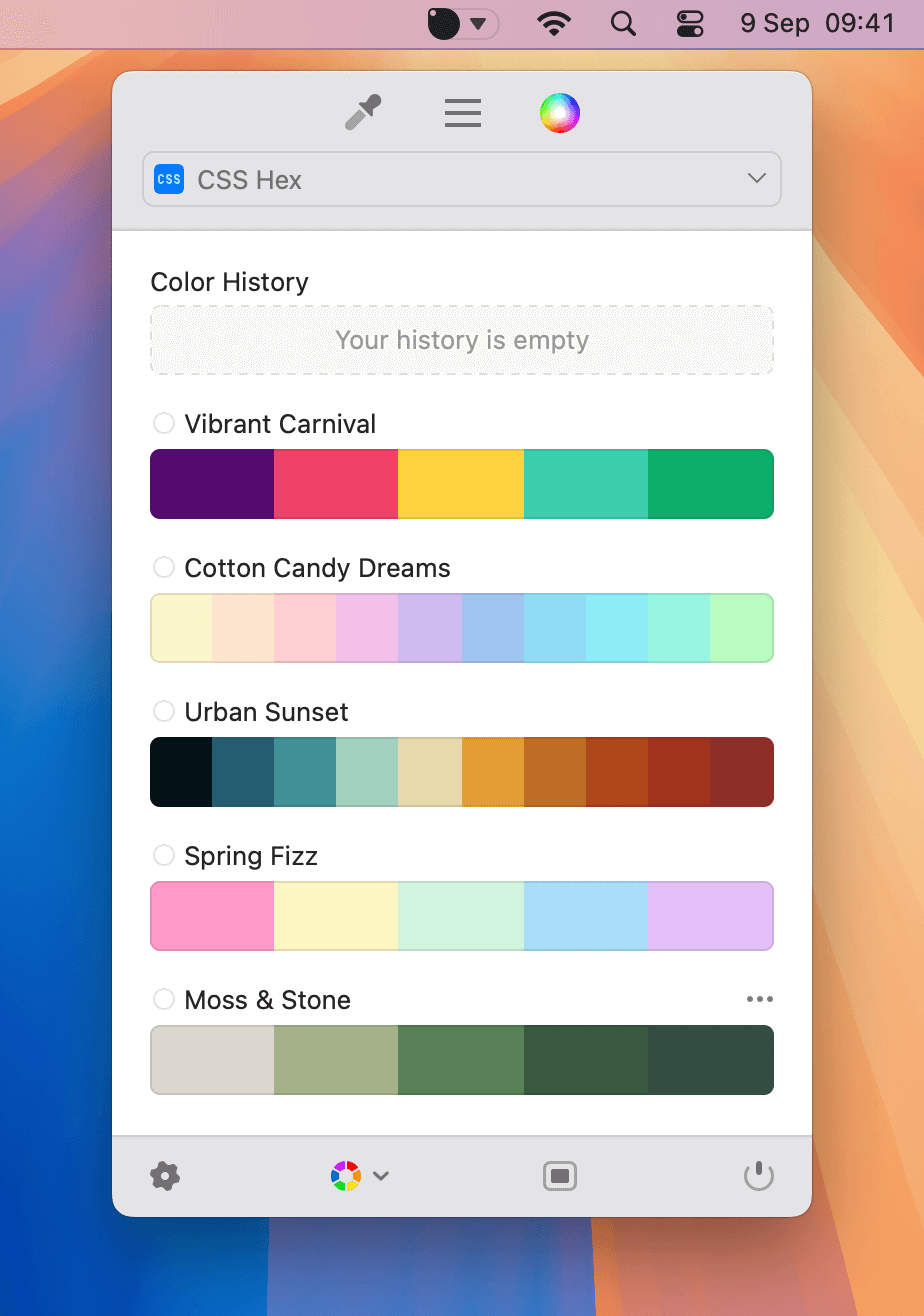 9 Sep 09:41
CSS CSS Hex
Color History
Your history is empty
Vibrant Carnival
Cotton Candy Dreams
Urban Sunset
Spring Fizz
Moss & Stone